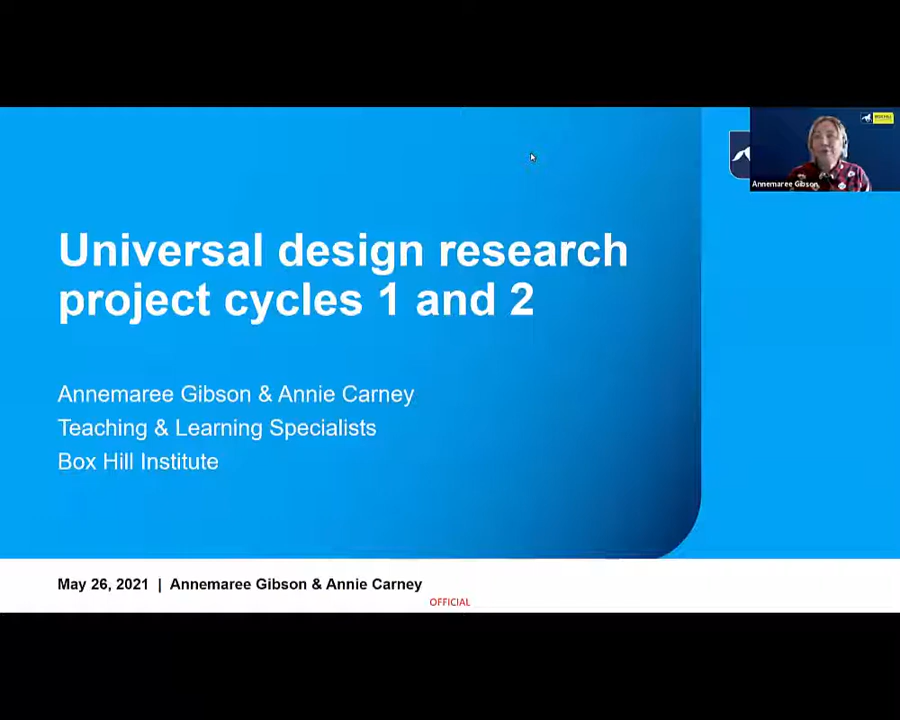 Annemaree Gibson
Universal design research
project cycles 1 and 2
Annemaree Gibson & Annie Carney
Teaching & Learning Specialists
Box Hill Institute
May 26, 2021 | Annemaree Gibson & Annie Carney
OFFICIAL